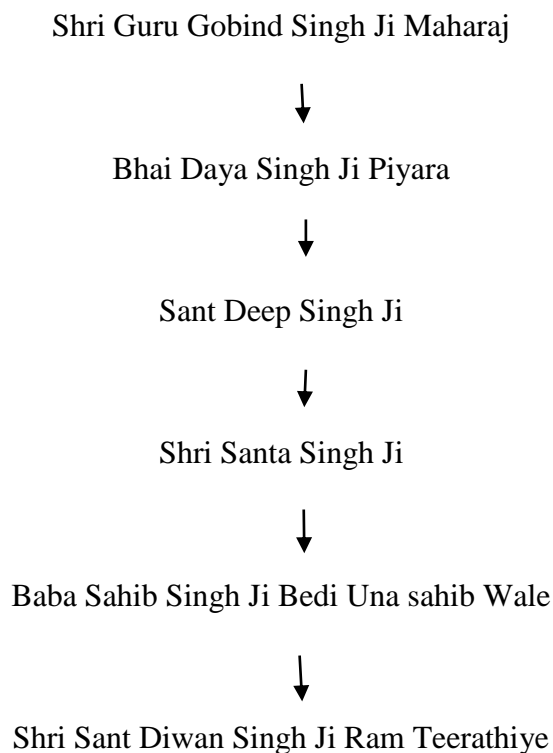 Shri Guru Gobind Singh Ji Maharaj
Bhai Daya Singh Ji Piyara
Sant Deep Singh Ji
Shri Santa Singh Ji
Baba Sahib Singh Ji Bedi Una sahib Wale
Shri Sant Diwan Singh Ji Ram Teerathiye